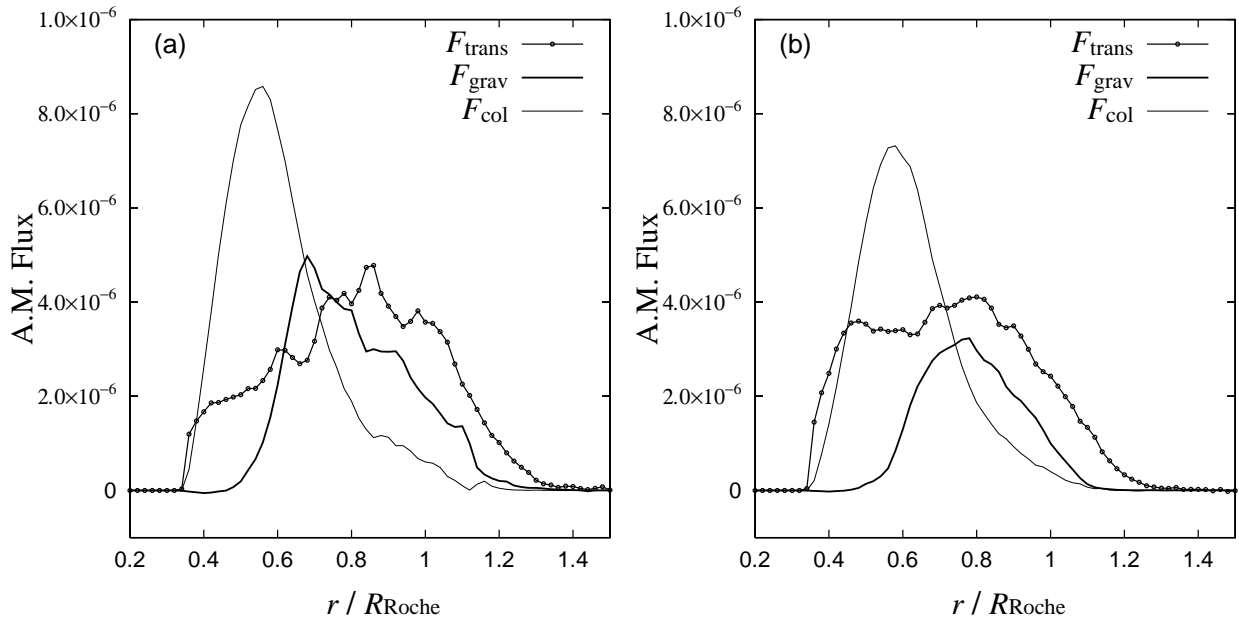 (a)
F_trans
F_grav
F_col
1.0×10⁻⁶
8.0×10⁻⁶
6.0×10⁻⁶
4.0×10⁻⁶
2.0×10⁻⁶
0
A.M. Flux
0.2 0.4 0.6 0.8 1 1.2 1.4
r / RRoche
(b)
F_trans
F_grav
F_col
1.0×10⁻⁶
8.0×10⁻⁶
6.0×10⁻⁶
4.0×10⁻⁶
2.0×10⁻⁶
0
A.M. Flux
0.2 0.4 0.6 0.8 1 1.2 1.4
r / RRoche